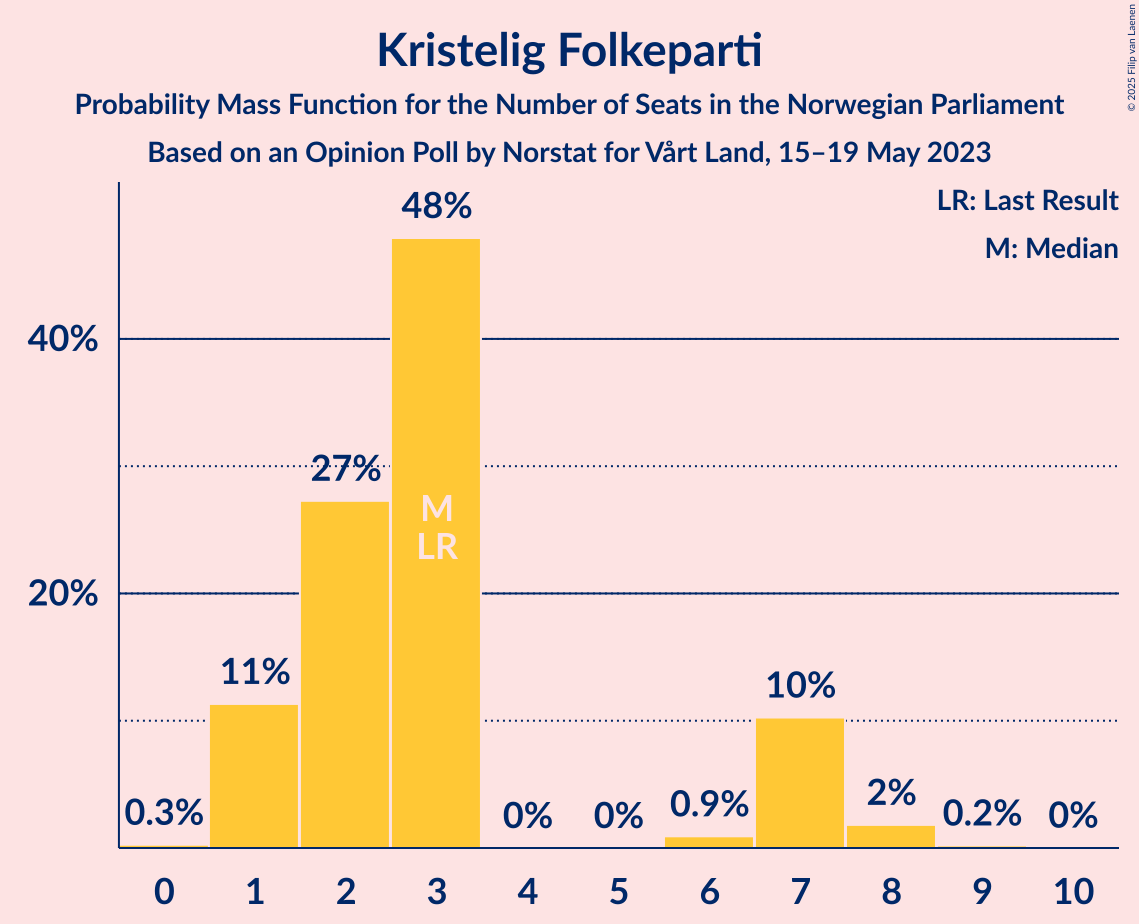 Kristelig Folkeparti
Probability Mass Function for the Number of Seats in the Norwegian Parliament
Based on an Opinion Poll by Norstat for Vårt Land, 15–19 May 2023
© 2025 Filip van Laenen
LR: Last Result
M: Median
48%
40%
27%
M
LR
20%
11%
10%
0.3%
0%
0%
0.9%
2%
0.2%
0%
0 1 2 3 4 5 6 7 8 9 10